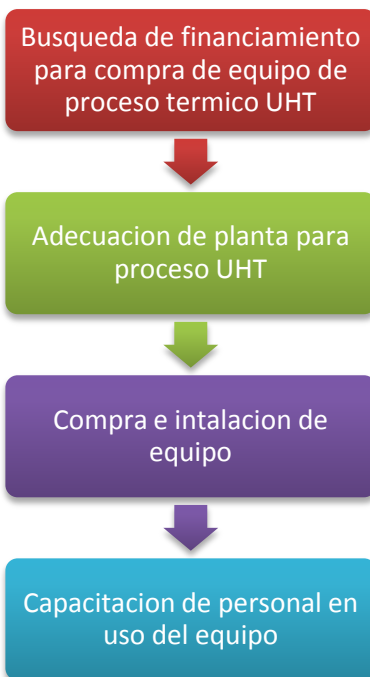 Busqueda de financiamiento
para compra de equipo de
proceso termico UHT
Adecuacion de planta para
proceso UHT
Compra e intalacion de
equipo
Capacitacion de personal en
uso del equipo